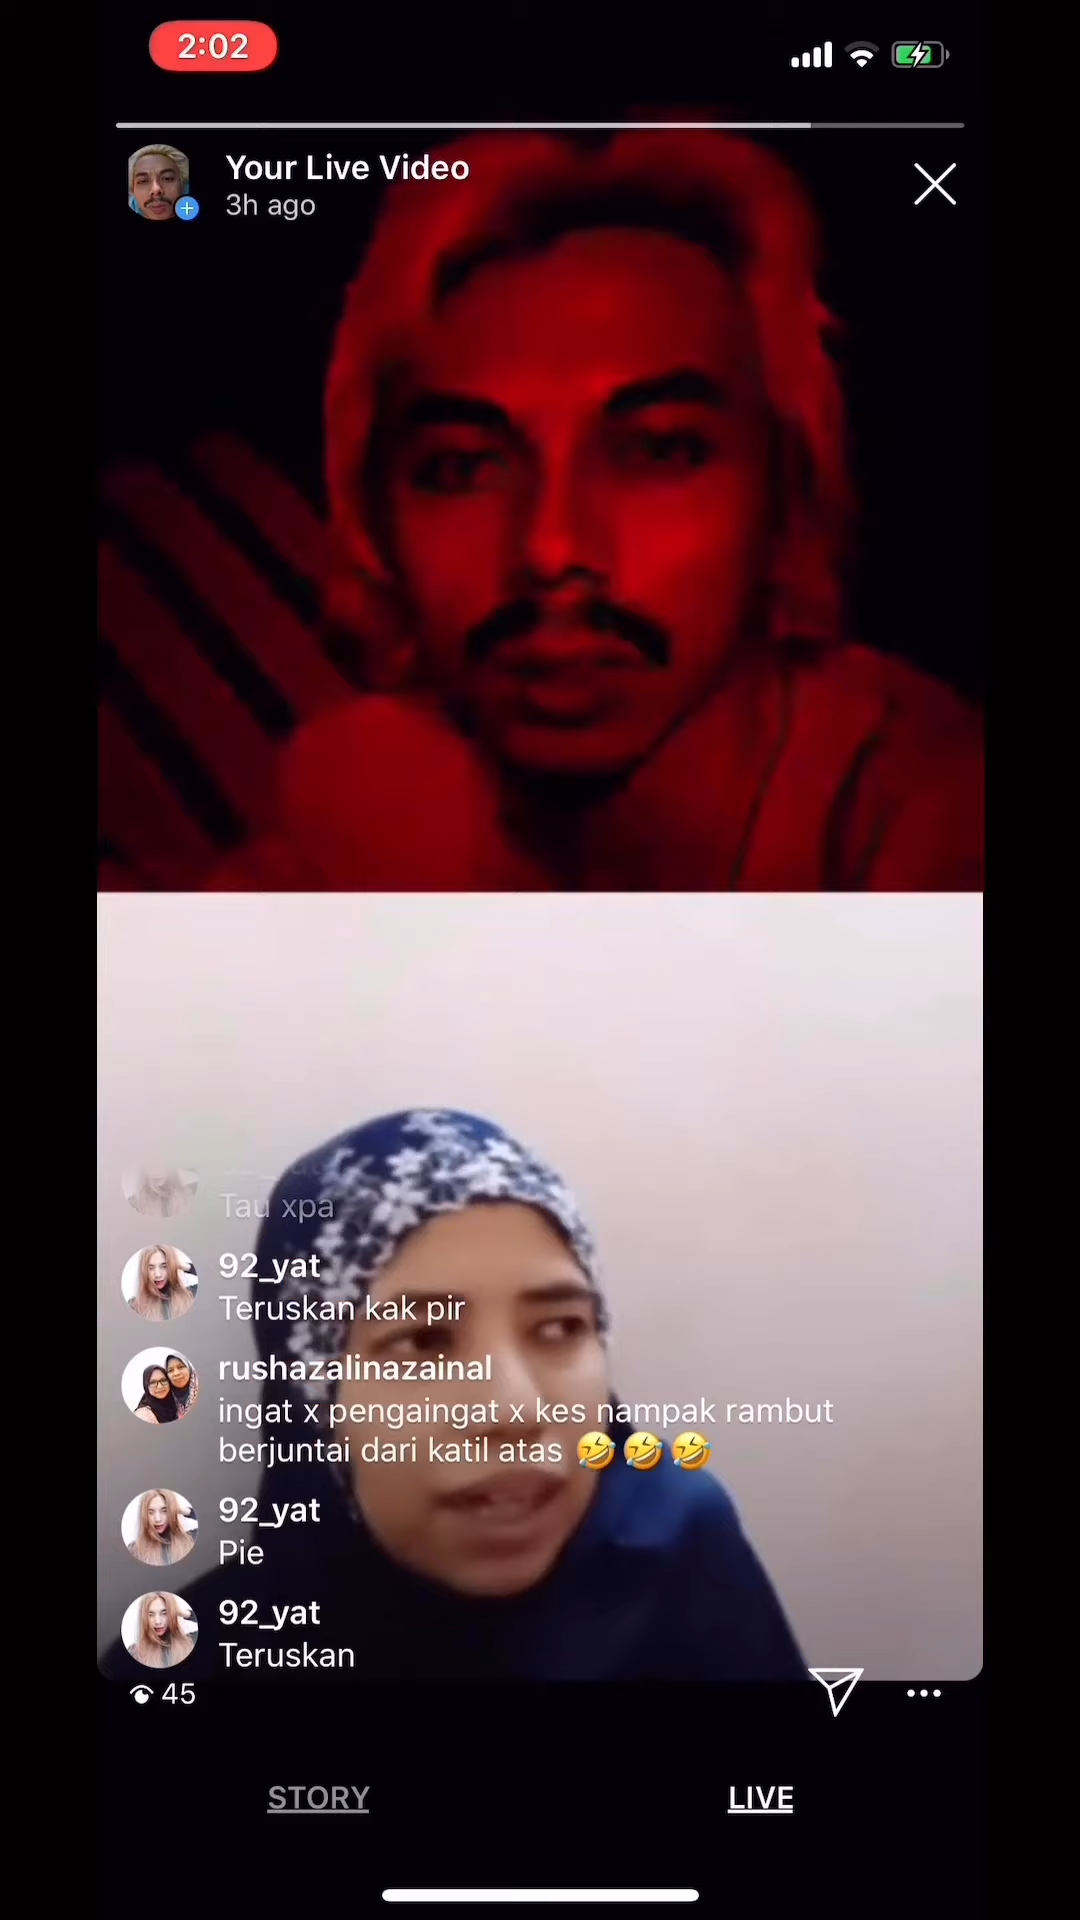 2:02
Your Live Video
3h ago
Tau xpa
92_yat
Teruskan kak pir
rushazalinazainal
ingat x pengaingat x kes nampak rambut
berjuntai dari katil atas 🤣🤣🤣
92_yat
Pie
92_yat
Teruskan
45
STORY
LIVE